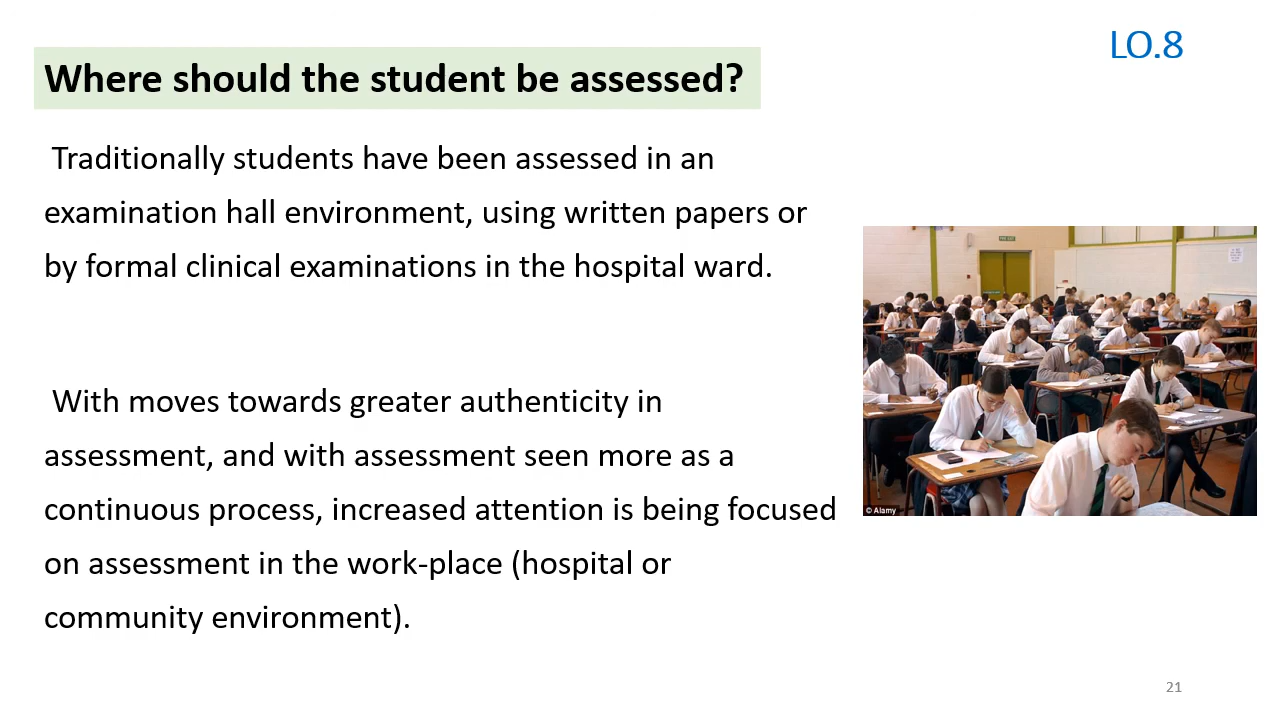 LO.8
Where should the student be assessed?
Traditionally students have been assessed in an
examination hall environment, using written papers or
by formal clinical examinations in the hospital ward.
With moves towards greater authenticity in
assessment, and with assessment seen more as a
continuous process, increased attention is being focused
on assessment in the work-place (hospital or
community environment).
© Alamy
21